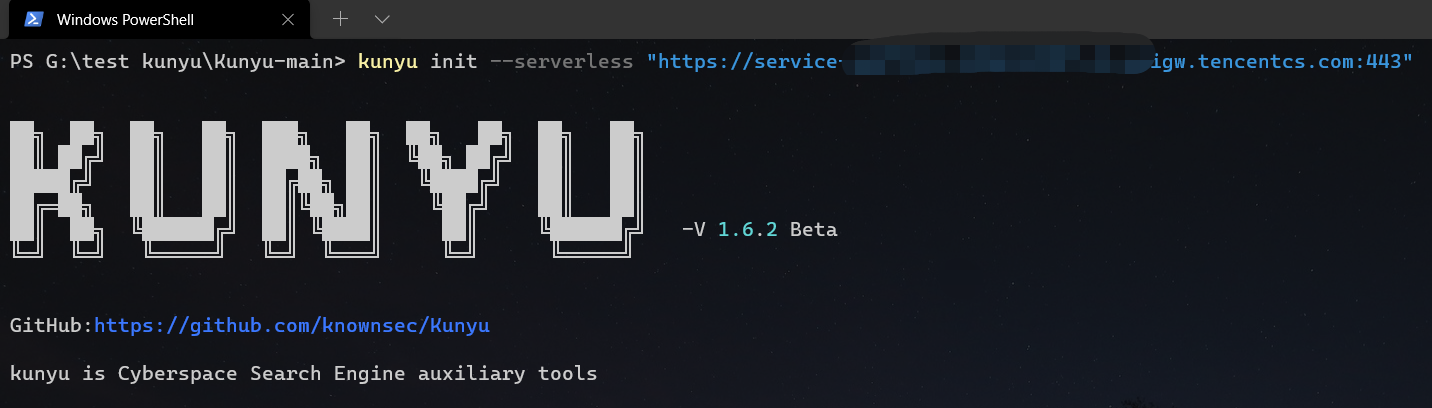 Windows PowerShell
PS G:\test kunyu\Kunyu-main> kunyu init --serverless "https://service- igw.tencentcs.com:443"
KUNYU -V 1.6.2 Beta
GitHub:https://github.com/knownsec/Kunyu
kunyu is Cyberspace Search Engine auxiliary tools